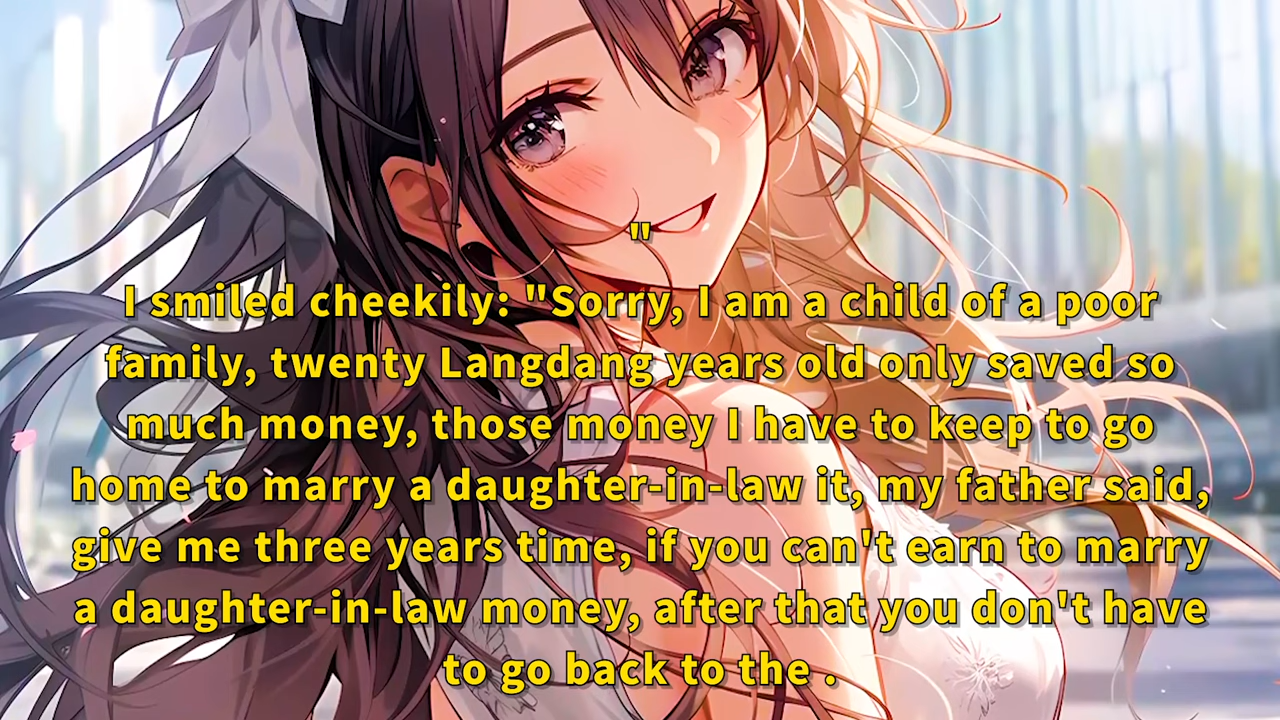 "
I smiled cheekily: "Sorry, I am a child of a poor
family, twenty Langdang years old only saved so
much money, those money I have to keep to go
home to marry a daughter-in-law it, my father said,
give me three years time, if you can't earn to marry
a daughter-in-law money, after that you don't have
to go back to the .